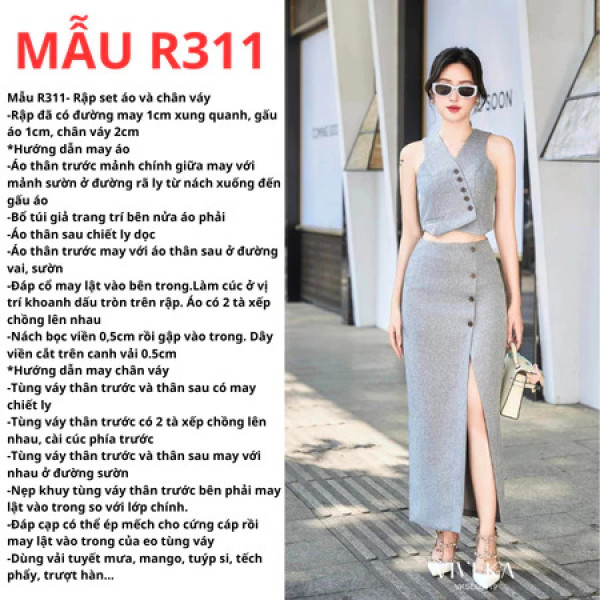 MẪU R311
Mẫu R311- Rập set áo và chân váy
-Rập đã có đường may 1cm xung quanh, gấu
áo 1cm, chân váy 2cm
*Hướng dẫn may áo
-Áo thân trước mảnh chính giữa may với
mảnh sườn ở đường rã ly từ nách xuống đến
gấu áo
-Bổ túi giả trang trí bên nửa áo phải
-Áo thân sau chiết ly dọc
-Áo thân trước may với áo thân sau ở đường
vai, sườn
-Đáp cổ may lật vào bên trong.Làm cúc ở vị
trí khoanh dấu tròn trên rập. Áo có 2 tà xếp
chồng lên nhau
-Nách bọc viền 0,5cm rồi gập vào trong. Dây
viền cắt trên canh vải 0.5cm
*Hướng dẫn may chân váy
-Tùng váy thân trước và thân sau có may
chiết ly
-Tùng váy thân trước có 2 tà xếp chồng lên
nhau, cài cúc phía trước
-Tùng váy thân trước và thân sau may với
nhau ở đường sườn
-Nẹp khuy tùng váy thân trước bên phải may
lật vào trong so với lớp chính.
-Đáp cạp có thể ép mếch cho cứng cáp rồi
may lật vào trong của eo tùng váy
-Dùng vải tuyết mưa, mango, tuýp si, tếch
phẩy, trượt hàn...
COMING SOON
SOON